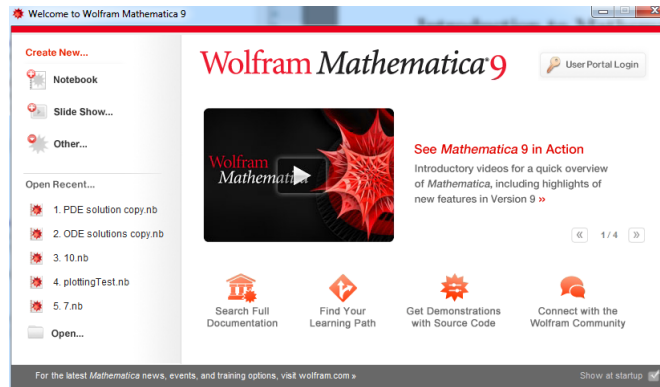 Welcome to Wolfram Mathematica 9
Create New...
Notebook
Slide Show...
Other...
Open Recent...
1. PDE solution copy.nb
2. ODE solutions copy.nb
3. 10.nb
4. plottingTest.nb
5. 7.nb
Open...
Wolfram Mathematica 9
User Portal Login
Wolfram
Mathematica
See Mathematica 9 in Action
Introductory videos for a quick overview
of Mathematica, including highlights of
new features in Version 9 »
« 1/4 »
Search Full
Documentation
Find Your
Learning Path
Get Demonstrations
with Source Code
Connect with the
Wolfram Community
For the latest Mathematica news, events, and training options, visit wolfram.com »
Show at startup